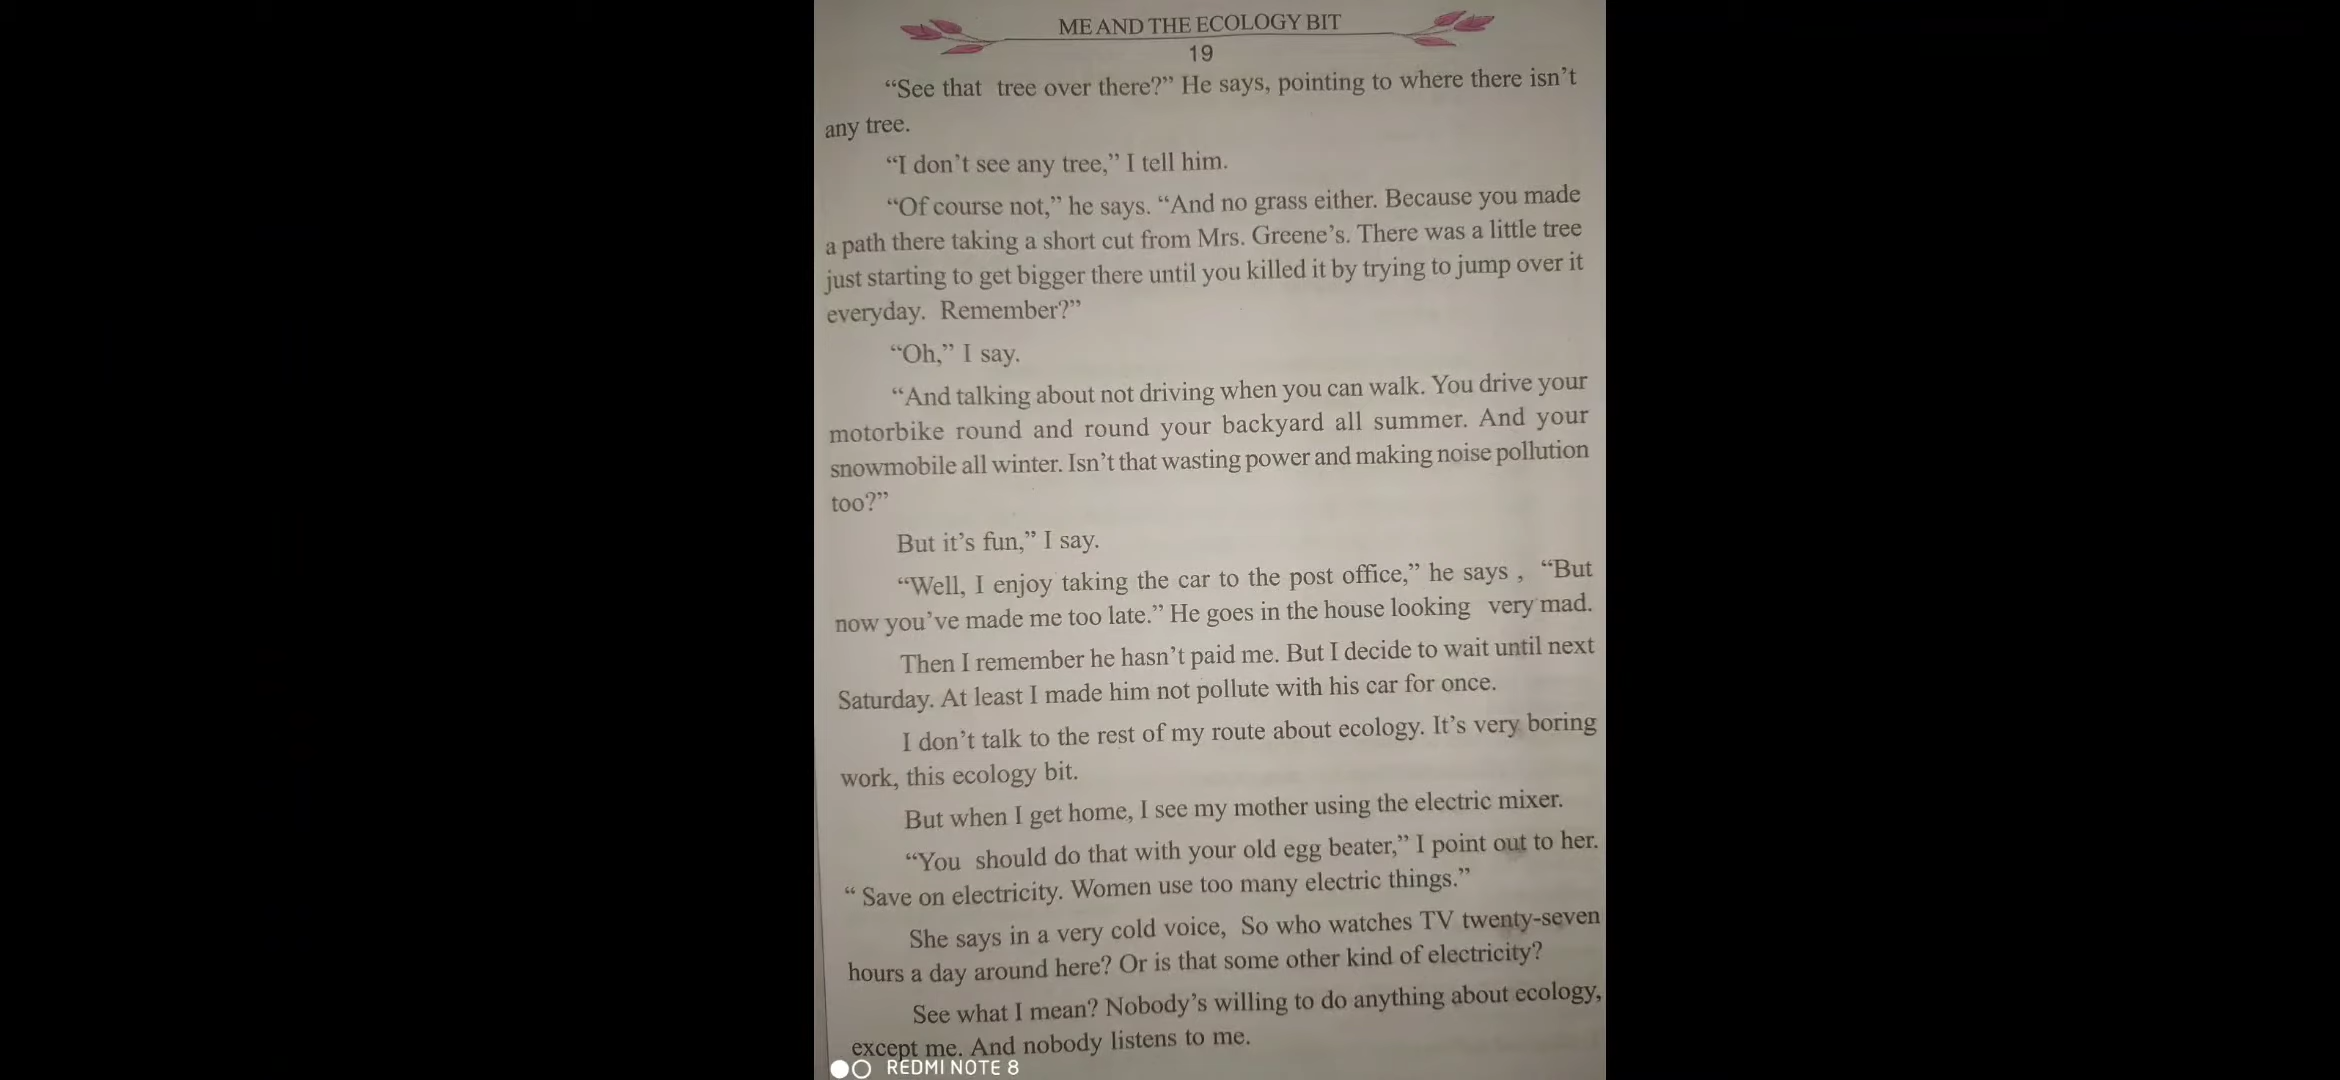 ME AND THE ECOLOGY BIT
19
“See that tree over there?” He says, pointing to where there isn’t
any tree.
“I don’t see any tree,” I tell him.
“Of course not,” he says. “And no grass either. Because you made
a path there taking a short cut from Mrs. Greene’s. There was a little tree
just starting to get bigger there until you killed it by trying to jump over it
everyday. Remember?”
“Oh,” I say.
“And talking about not driving when you can walk. You drive your
motorbike round and round your backyard all summer. And your
snowmobile all winter. Isn’t that wasting power and making noise pollution
too?”
But it’s fun,” I say.
“Well, I enjoy taking the car to the post office,” he says , “But
now you’ve made me too late.” He goes in the house looking very mad.
Then I remember he hasn’t paid me. But I decide to wait until next
Saturday. At least I made him not pollute with his car for once.
I don’t talk to the rest of my route about ecology. It’s very boring
work, this ecology bit.
But when I get home, I see my mother using the electric mixer.
“You should do that with your old egg beater,” I point out to her.
“ Save on electricity. Women use too many electric things.”
She says in a very cold voice, So who watches TV twenty-seven
hours a day around here? Or is that some other kind of electricity?
See what I mean? Nobody’s willing to do anything about ecology,
except me. And nobody listens to me.
REDMI NOTE 8